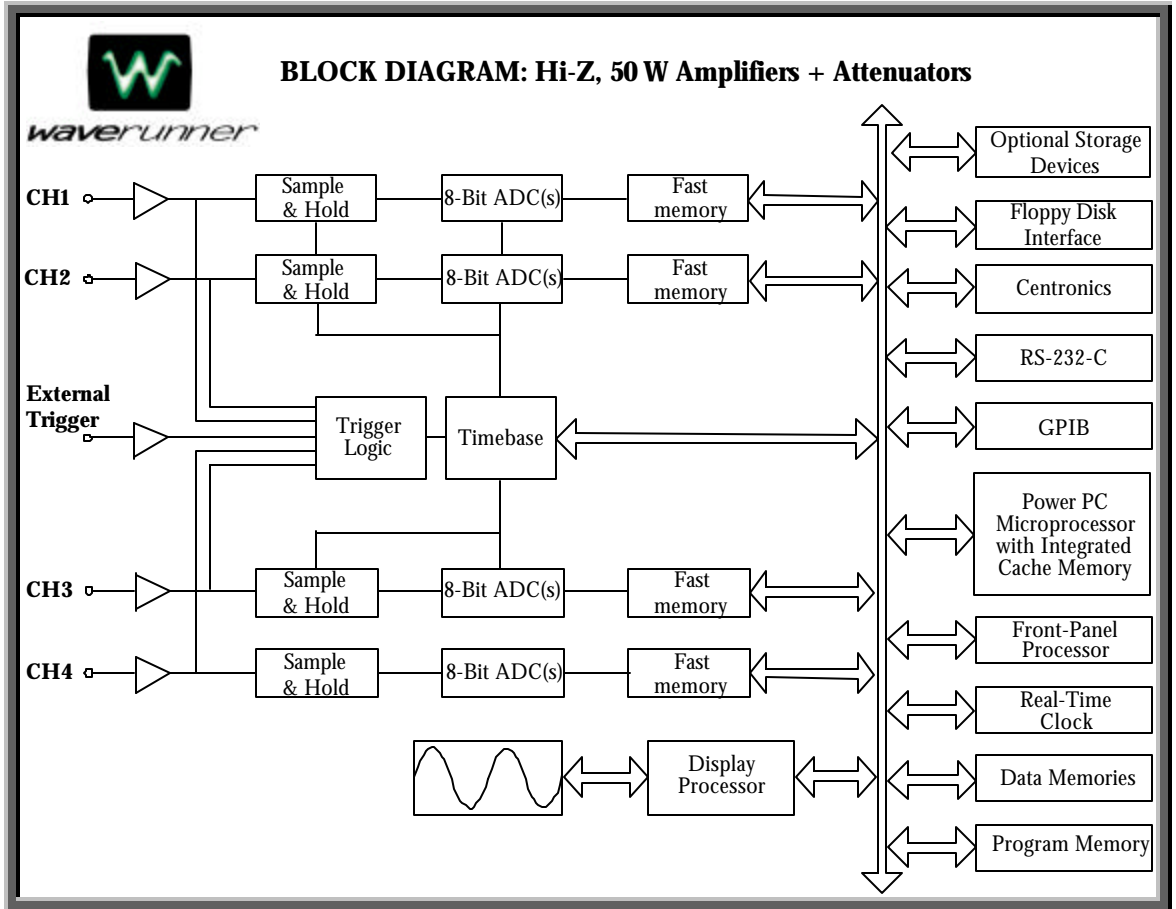 BLOCK DIAGRAM: Hi-Z, 50 W Amplifiers + Attenuators
waverunner
CH1
Sample
& Hold
8-Bit ADC(s)
Fast
memory
Optional Storage
Devices
CH2
Sample
& Hold
8-Bit ADC(s)
Fast
memory
Floppy Disk
Interface
Centronics
RS-232-C
External
Trigger
Trigger
Logic
Timebase
GPIB
Power PC
Microprocessor
with Integrated
Cache Memory
CH3
Sample
& Hold
8-Bit ADC(s)
Fast
memory
Front-Panel
Processor
CH4
Sample
& Hold
8-Bit ADC(s)
Fast
memory
Real-Time
Clock
Display
Processor
Data Memories
Program Memory